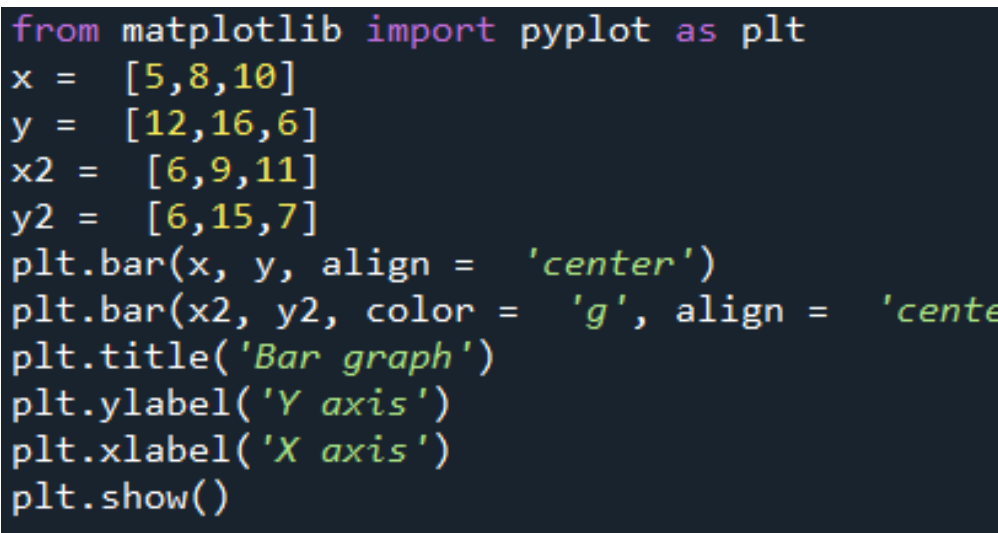 from matplotlib import pyplot as plt
x =  [5,8,10]
y =  [12,16,6]
x2 =  [6,9,11]
y2 =  [6,15,7]
plt.bar(x, y, align =  'center')
plt.bar(x2, y2, color =  'g', align =  'cente
plt.title('Bar graph')
plt.ylabel('Y axis')
plt.xlabel('X axis')
plt.show()